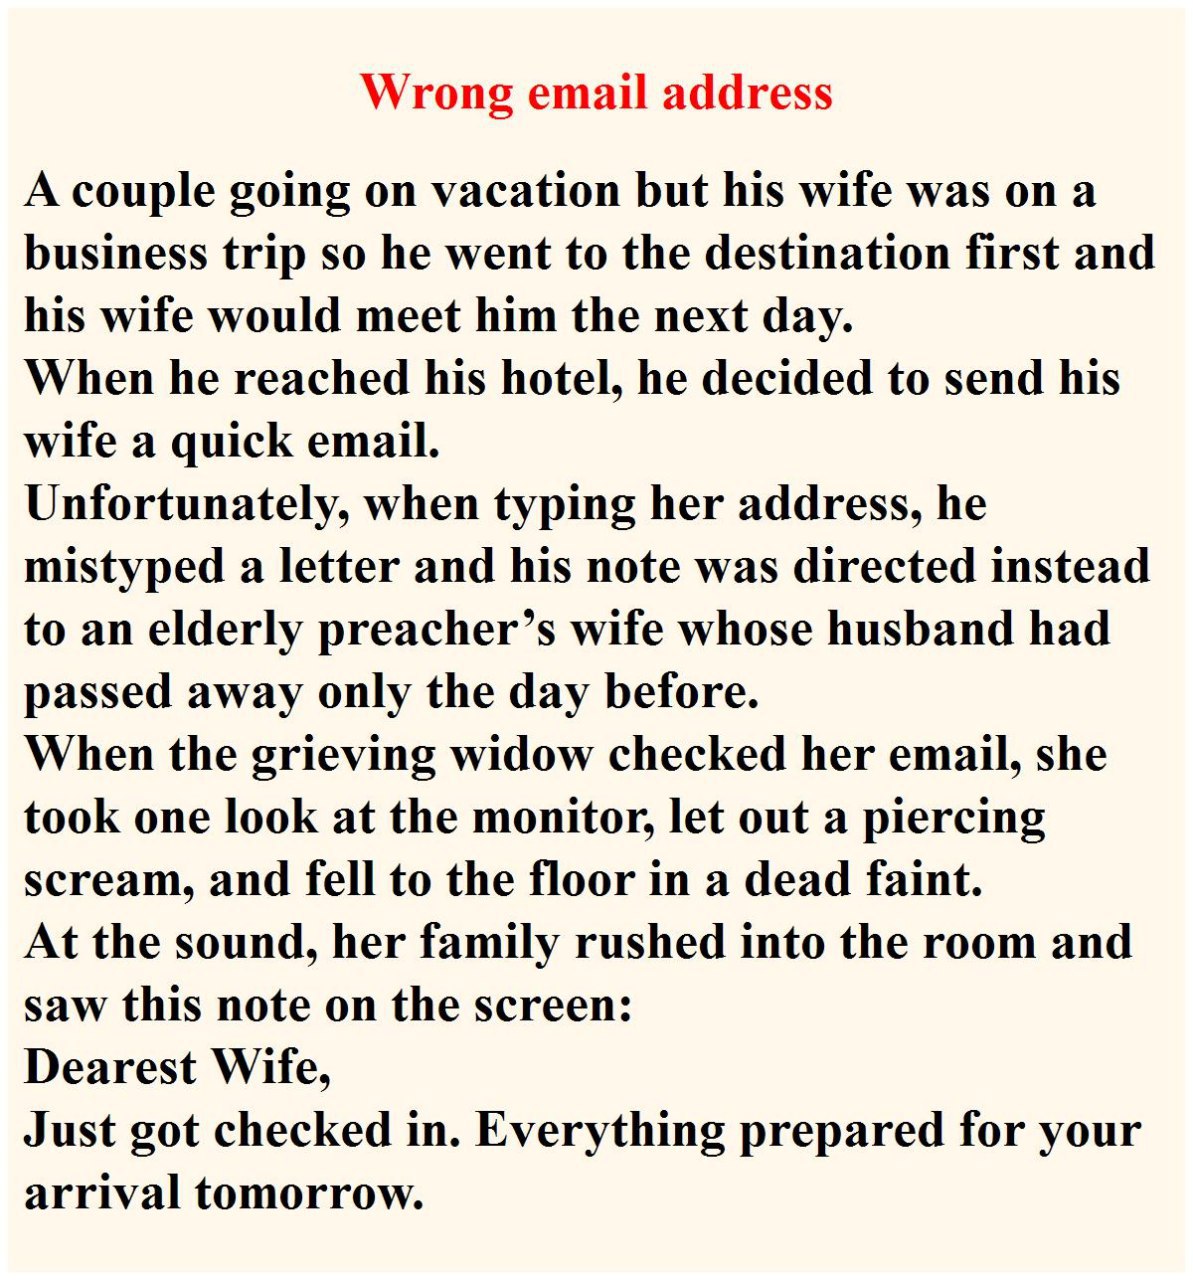 Wrong email address
A couple going on vacation but his wife was on a
business trip so he went to the destination first and
his wife would meet him the next day.
When he reached his hotel, he decided to send his
wife a quick email.
Unfortunately, when typing her address, he
mistyped a letter and his note was directed instead
to an elderly preacher’s wife whose husband had
passed away only the day before.
When the grieving widow checked her email, she
took one look at the monitor, let out a piercing
scream, and fell to the floor in a dead faint.
At the sound, her family rushed into the room and
saw this note on the screen:
Dearest Wife,
Just got checked in. Everything prepared for your
arrival tomorrow.